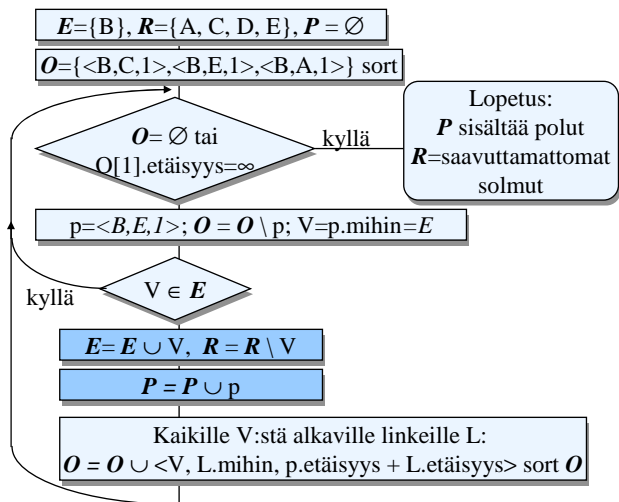 E={B}, R={A, C, D, E}, P = ∅
O={<B,C,1>,<B,E,1>,<B,A,1>} sort
O= ∅ tai
O[1].etäisyys=∞
kyllä
Lopetus:
P sisältää polut
R=saavuttamattomat
solmut
p=<B,E,1>; O = O \ p; V=p.mihin=E
V ∈ E
kyllä
E= E ∪ V, R = R \ V
P = P ∪ p
Kaikille V:stä alkaville linkeille L:
O = O ∪ <V, L.mihin, p.etäisyys + L.etäisyys> sort O